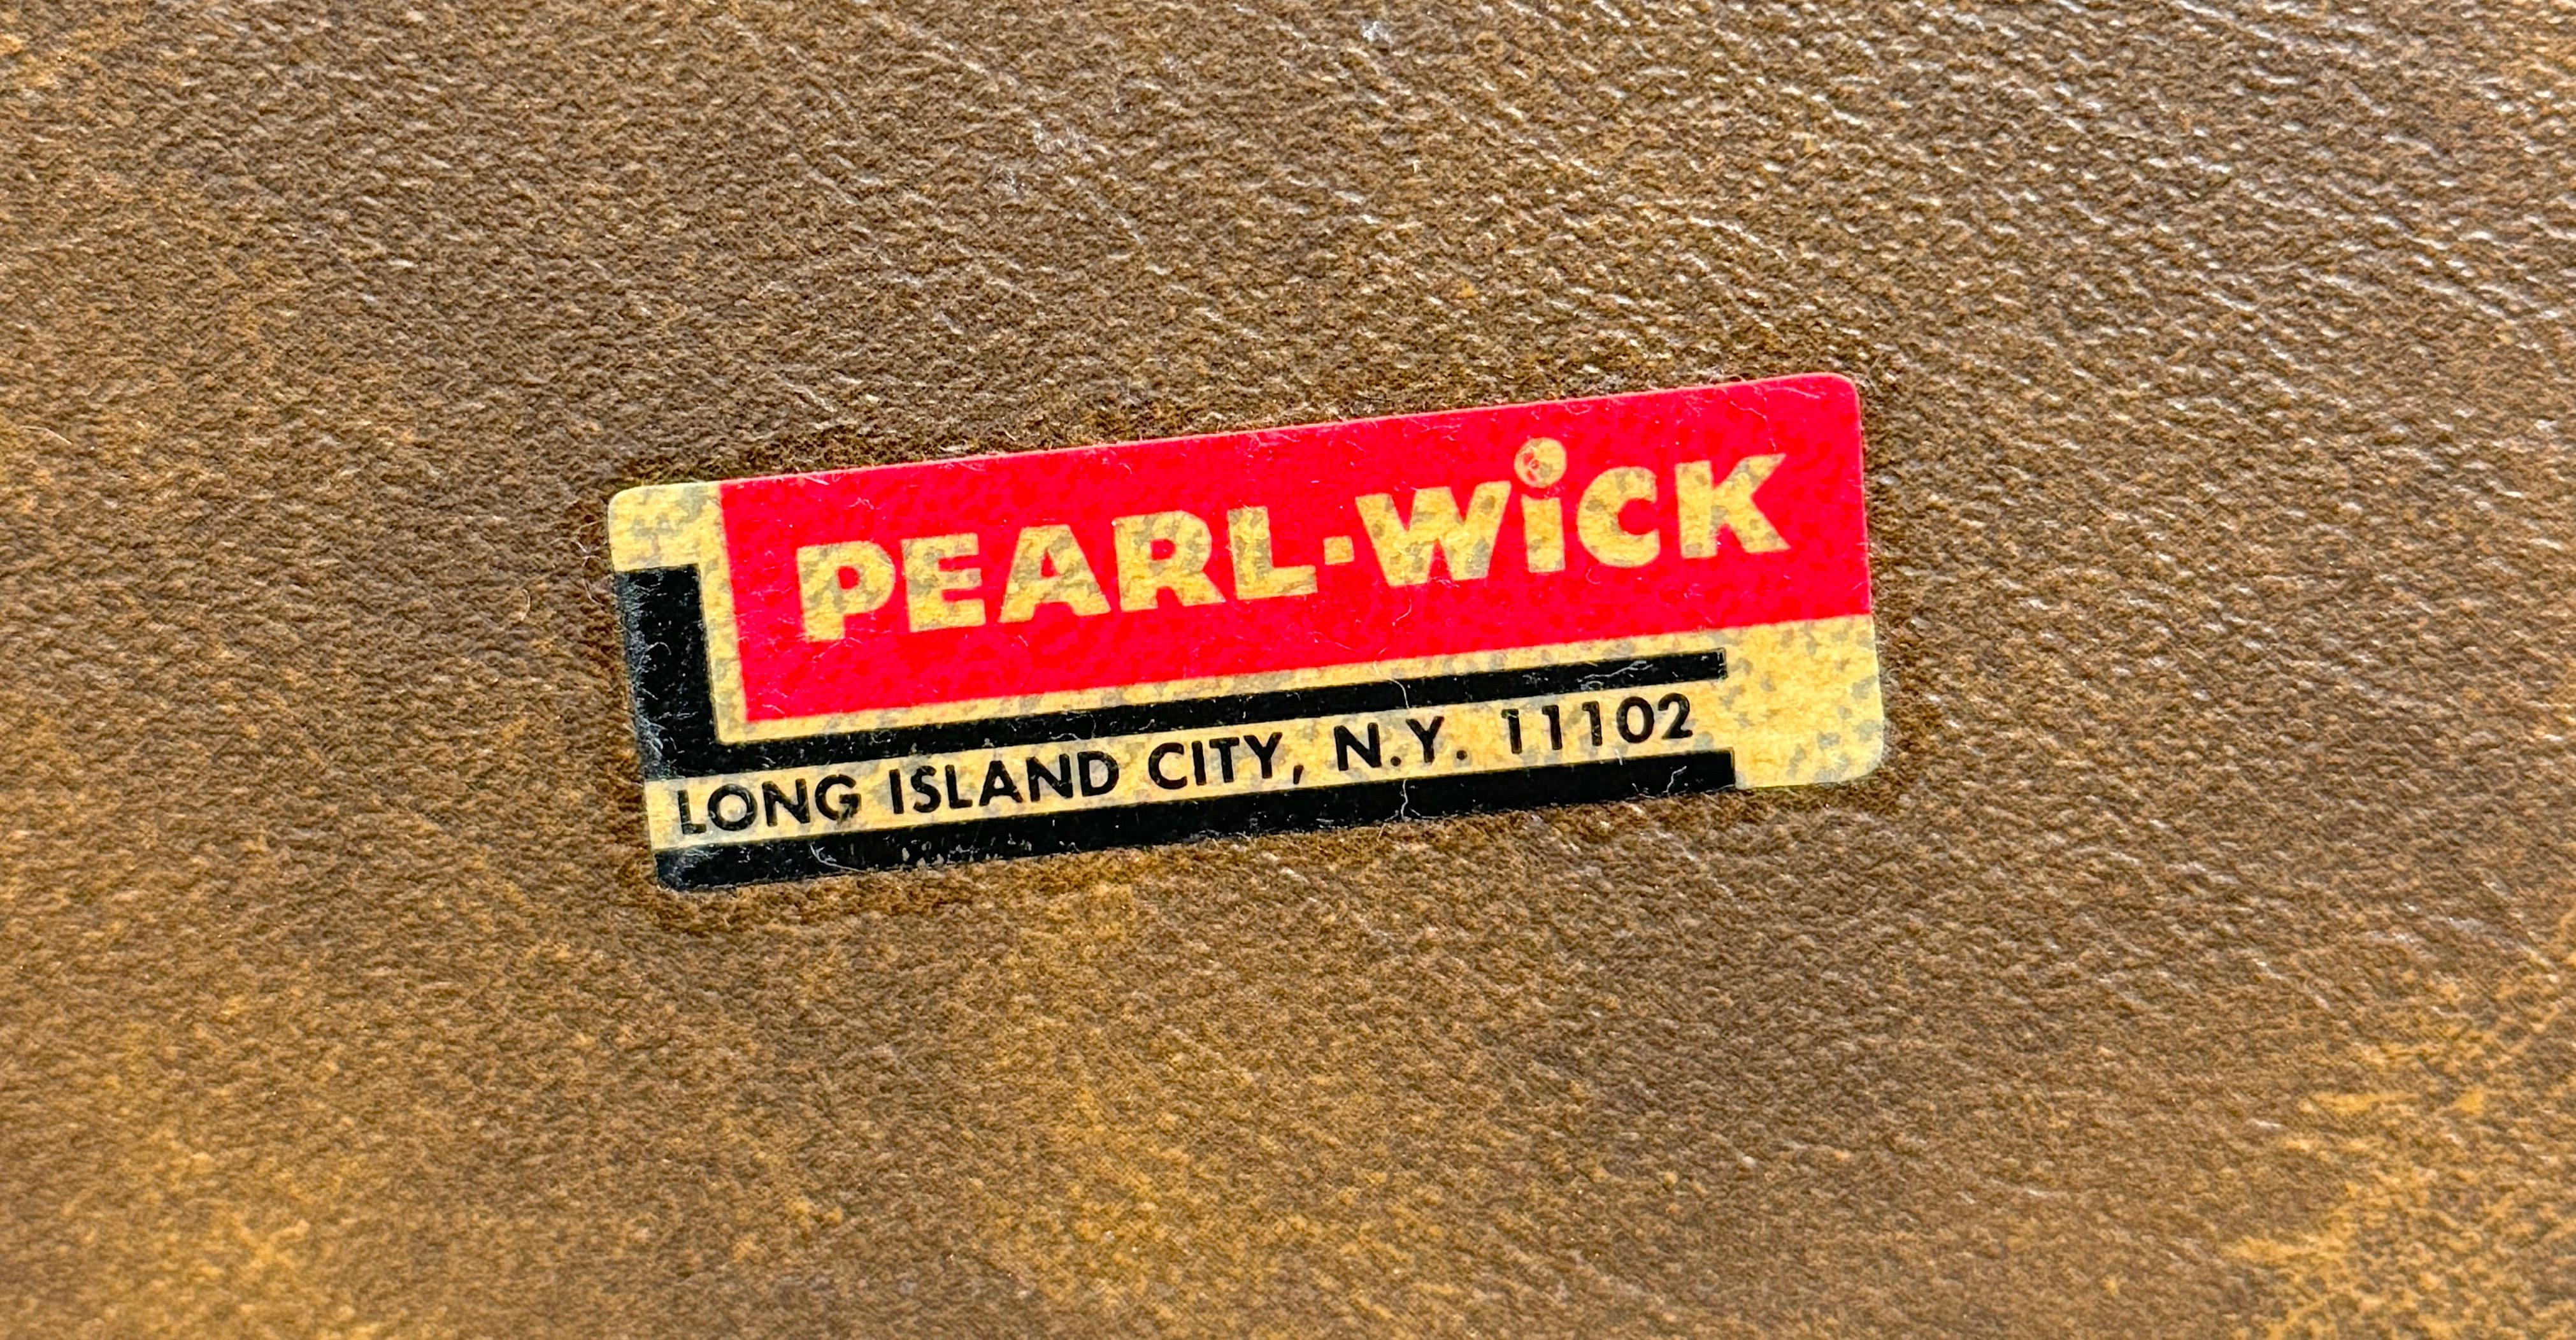 PEARL-WiCK
LONG ISLAND CITY, N.Y. 11102